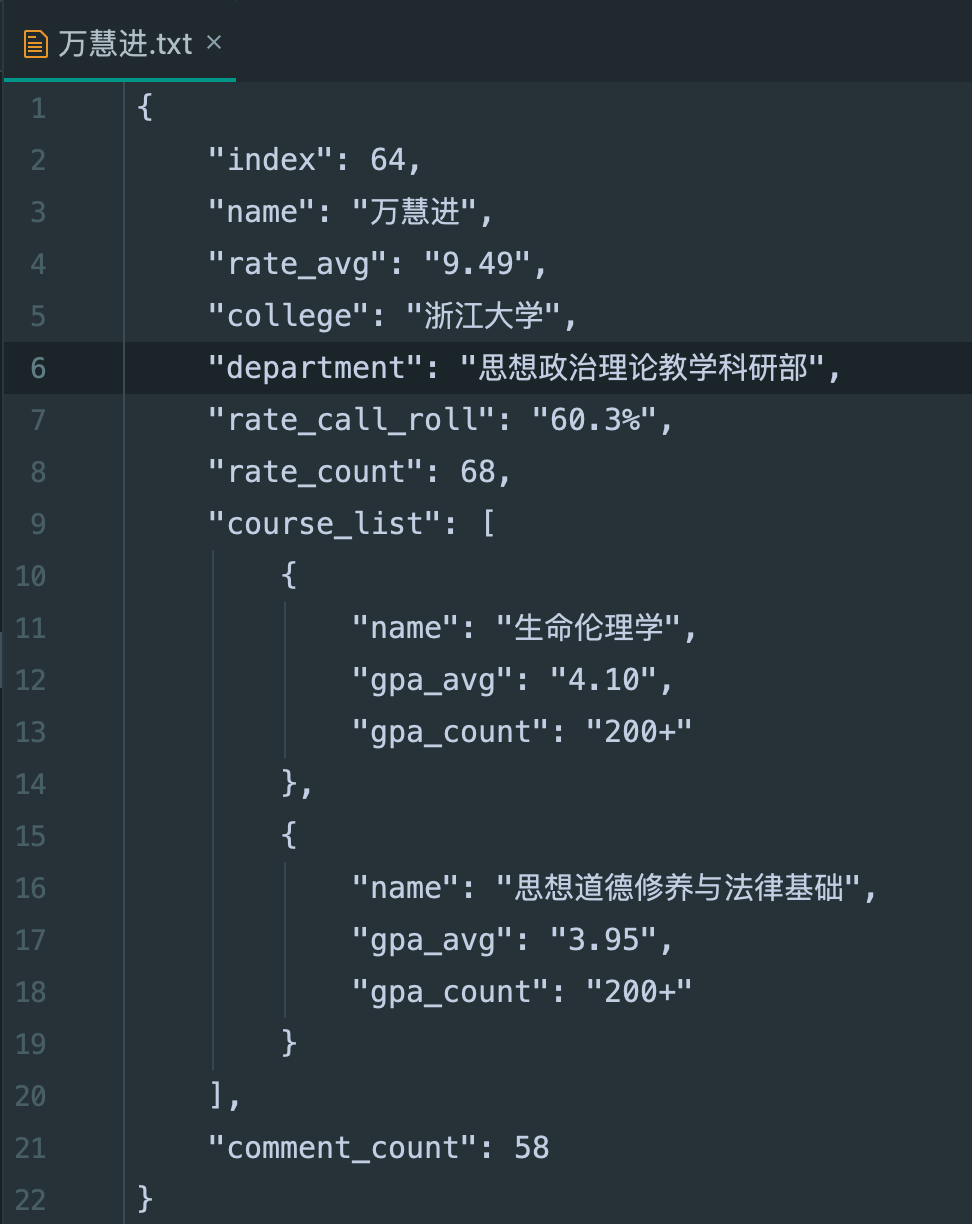 万慧进.txt ×
1 {
2 "index": 64,
3 "name": "万慧进",
4 "rate_avg": "9.49",
5 "college": "浙江大学",
6 "department": "思想政治理论教学科研部",
7 "rate_call_roll": "60.3%",
8 "rate_count": 68,
9 "course_list": [
10 {
11 "name": "生命伦理学",
12 "gpa_avg": "4.10",
13 "gpa_count": "200+"
14 },
15 {
16 "name": "思想道德修养与法律基础",
17 "gpa_avg": "3.95",
18 "gpa_count": "200+"
19 }
20 ],
21 "comment_count": 58
22 }